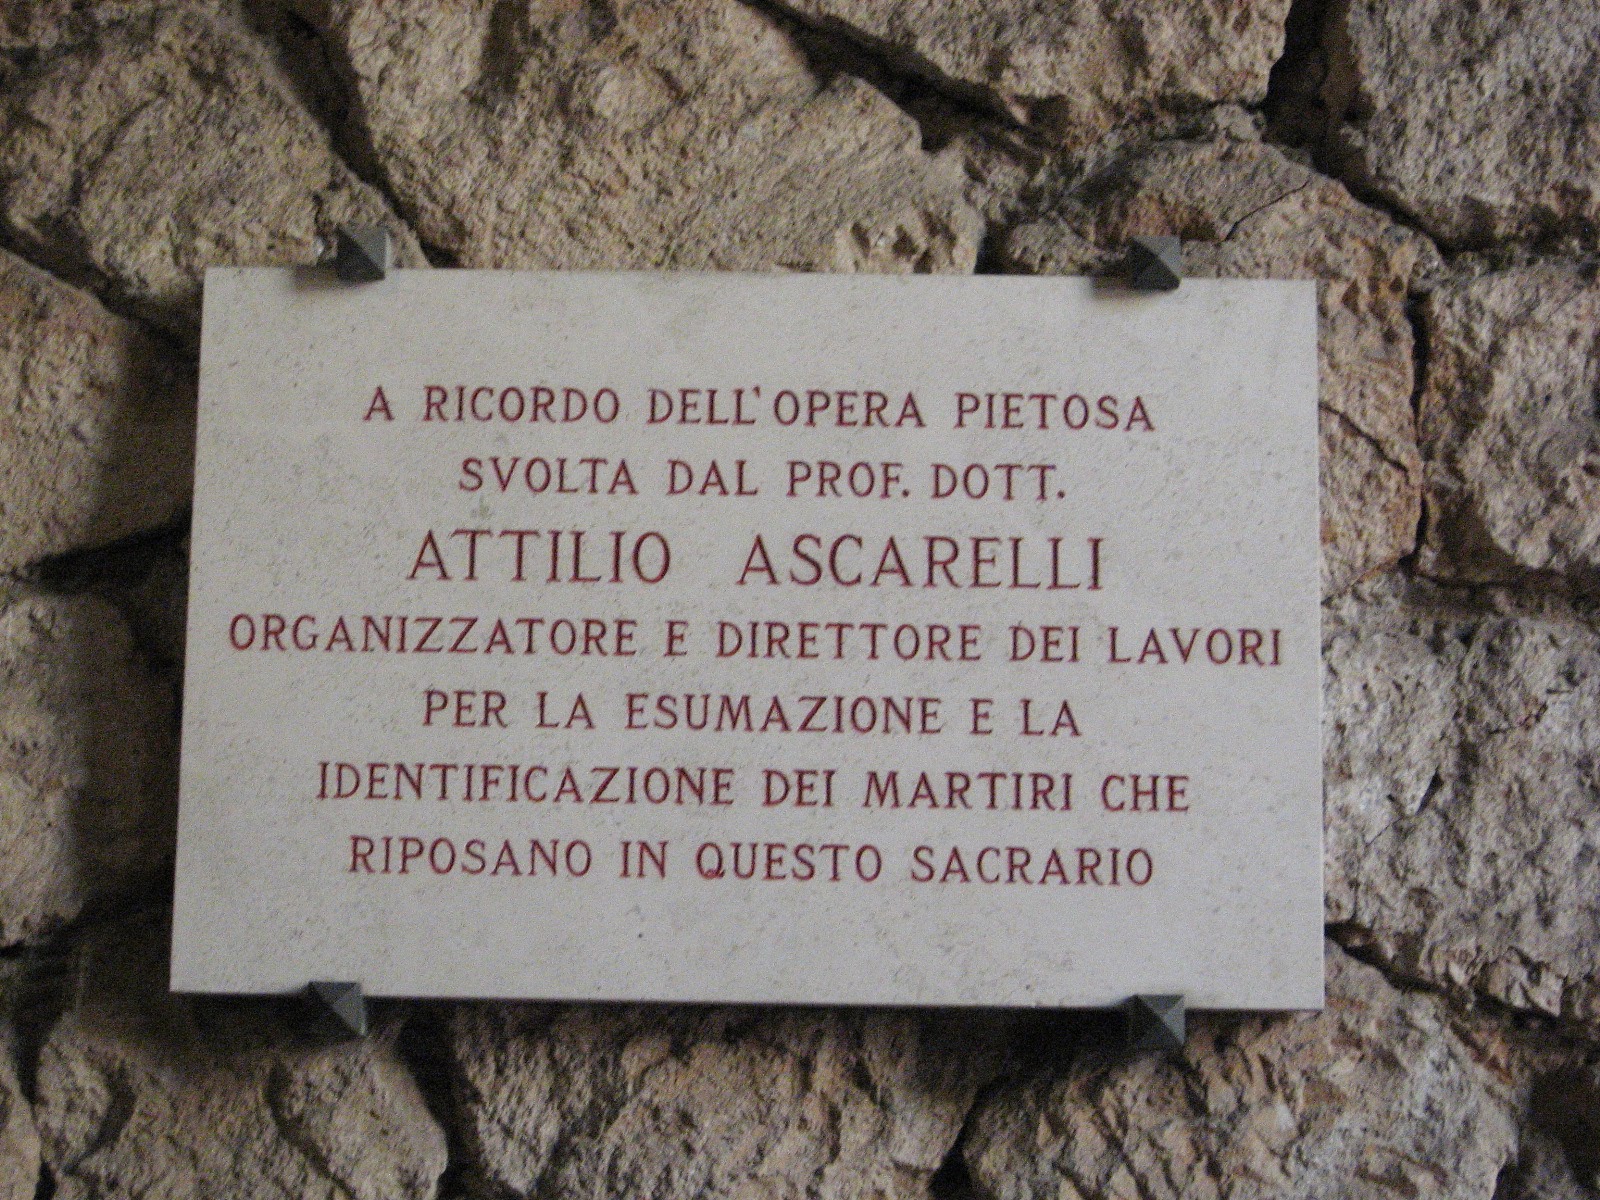 A RICORDO DELL'OPERA PIETOSA
SVOLTA DAL PROF. DOTT.
ATTILIO ASCARELLI
ORGANIZZATORE E DIRETTORE DEI LAVORI
PER LA ESUMAZIONE E LA
IDENTIFICAZIONE DEI MARTIRI CHE
RIPOSANO IN QUESTO SACRARIO